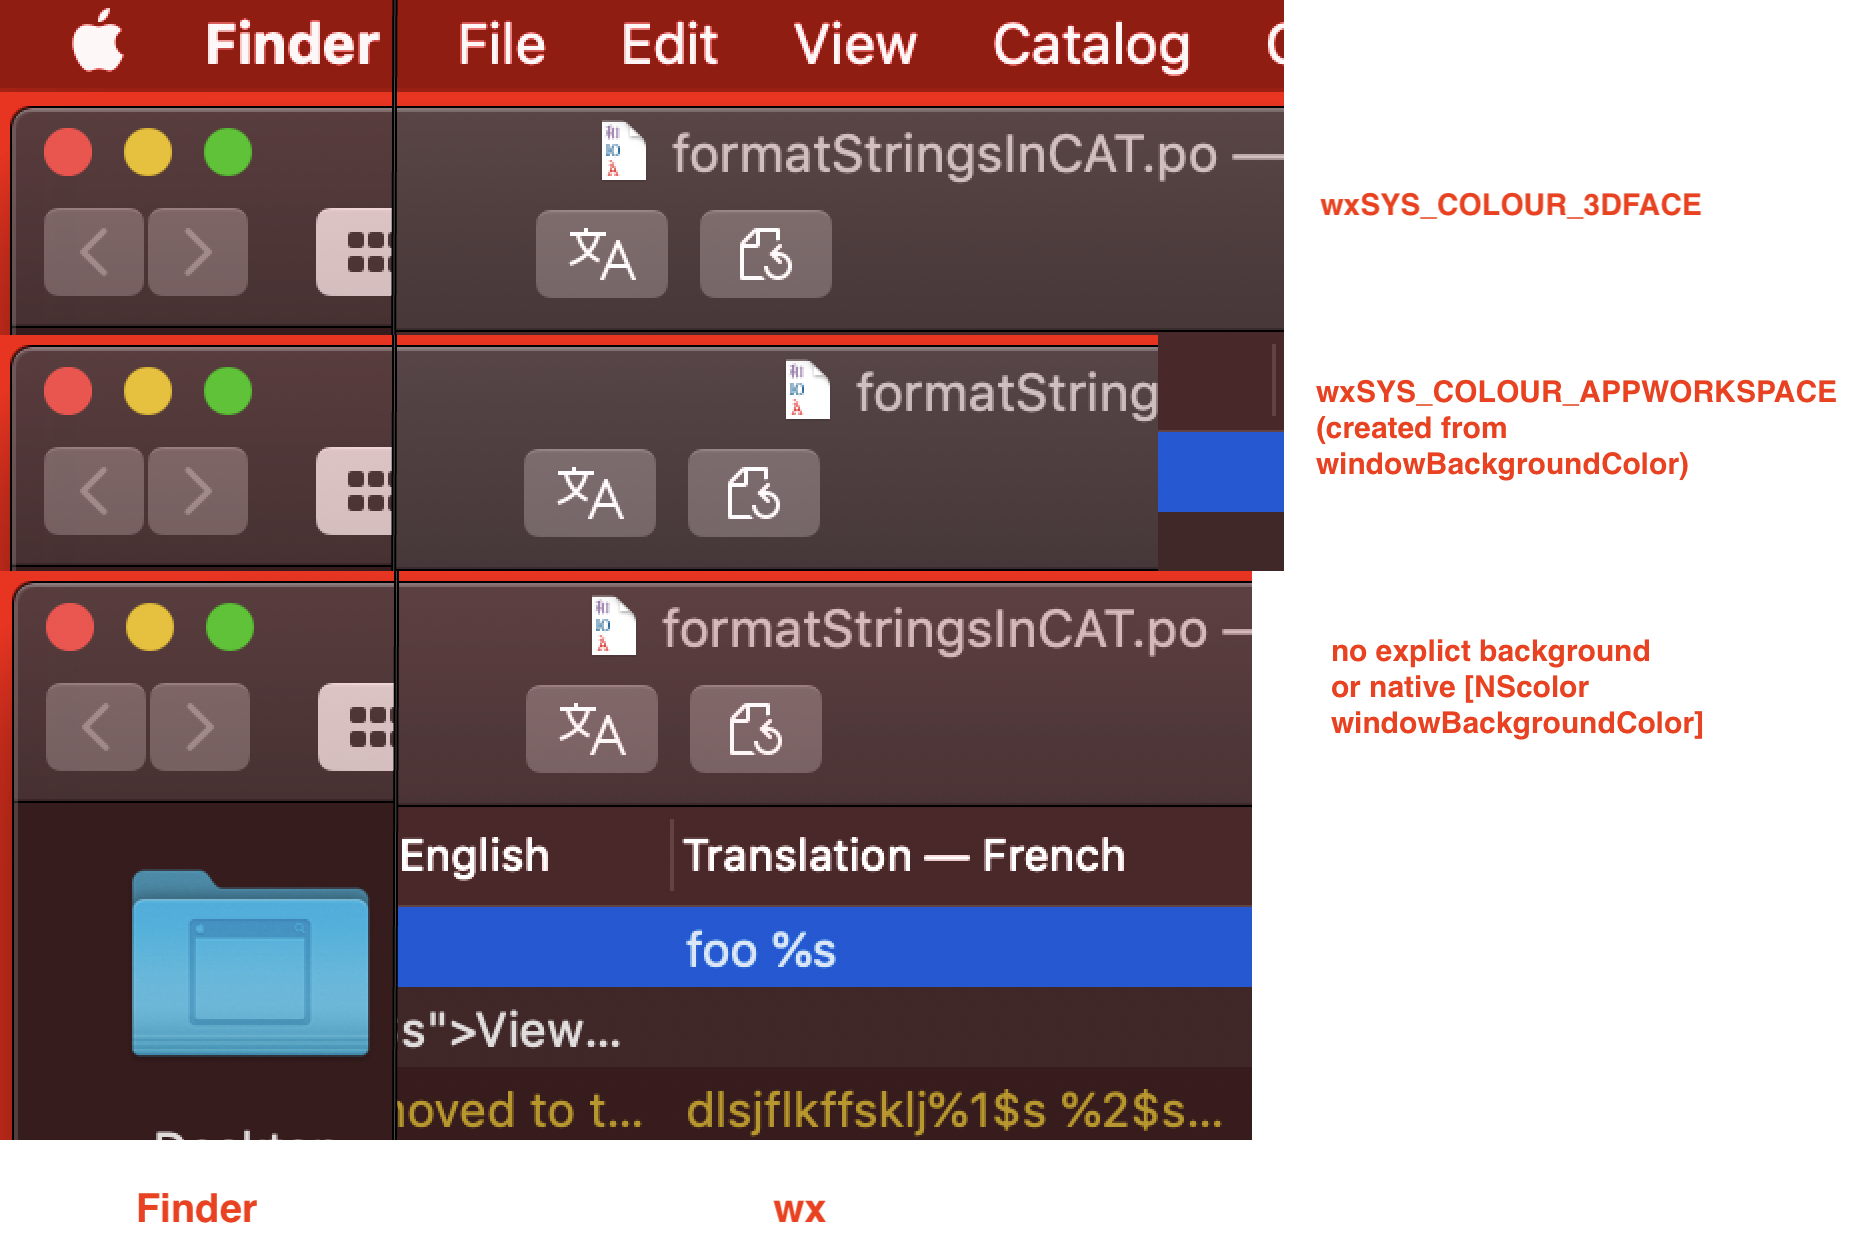 Finder File Edit View Catalog
formatStringsInCAT.po —
wxSYS_COLOUR_3DFACE
formatString
wxSYS_COLOUR_APPWORKSPACE
(created from
windowBackgroundColor)
formatStringsInCAT.po —
no explict background
or native [NScolor
windowBackgroundColor]
English Translation — French
foo %s
s">View...
oved to t... dlsjflkffsklj%1$s %2$s...
Finder wx